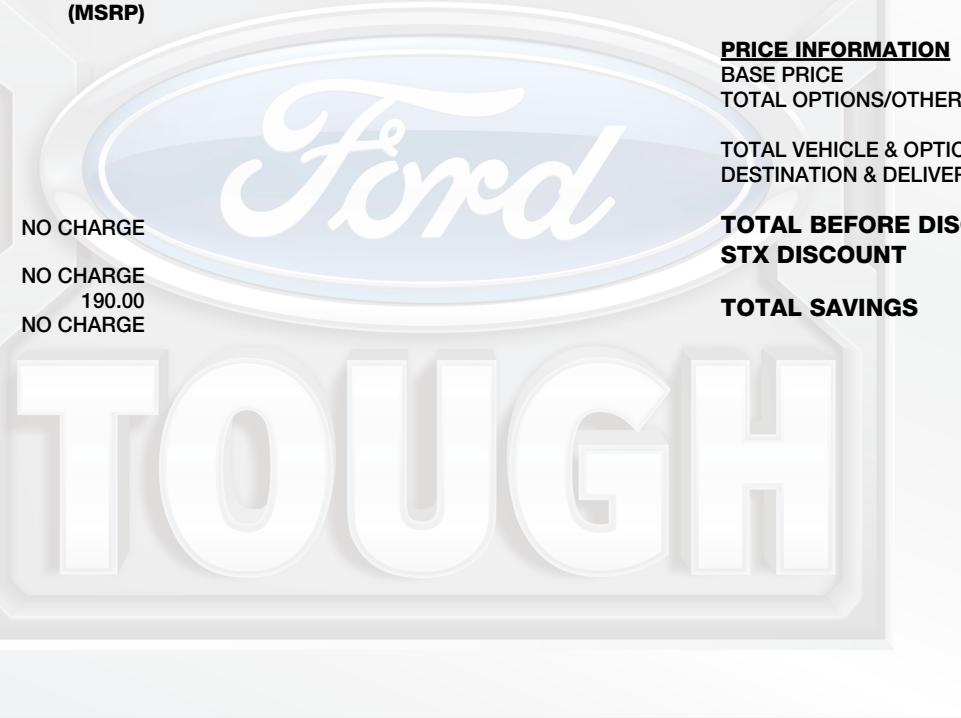 (MSRP)
NO CHARGE
NO CHARGE
190.00
NO CHARGE
PRICE INFORMATION
BASE PRICE
TOTAL OPTIONS/OTHER
TOTAL VEHICLE & OPTIO
DESTINATION & DELIVER
TOTAL BEFORE DIS
STX DISCOUNT
TOTAL SAVINGS
Ford
TOUGH